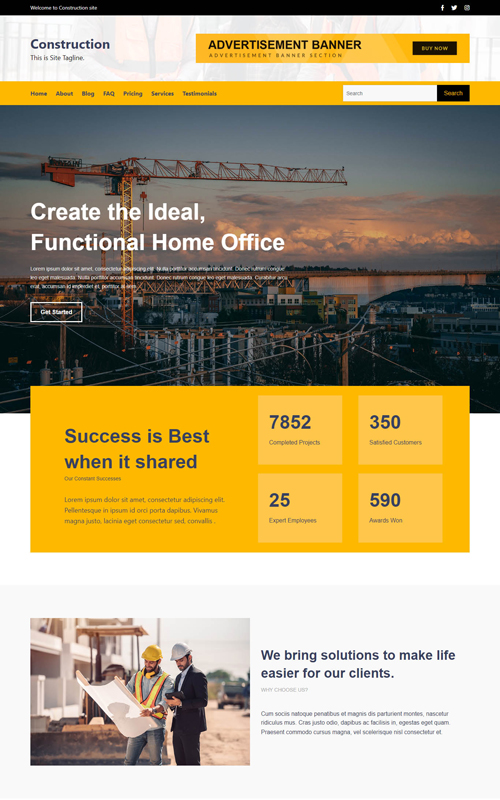 Welcome to Construction site
Construction
This is Site Tagline.
ADVERTISEMENT BANNER
ADVERTISEMENT BANNER SECTION
BUY NOW
Home About Blog FAQ Pricing Services Testimonials
Search Search
Create the Ideal,
Functional Home Office
Lorem ipsum dolor sit amet, consectetur adipiscing elit. Nulla porttitor accumsan tincidunt. Donec rutrum congue
leo eget malesuada. Nulla porttitor accumsan tincidunt. Donec rutrum congue leo eget malesuada. Curabitur arcu
erat, accumsan id imperdiet et, porttitor at sem.
Get Started
Success is Best
when it shared
Our Constant Successes
Lorem ipsum dolor sit amet, consectetur adipiscing elit.
Pellentesque in ipsum id orci porta dapibus. Vivamus
magna justo, lacinia eget consectetur sed, convallis .
7852
Completed Projects
350
Satisfied Customers
25
Expert Employees
590
Awards Won
We bring solutions to make life
easier for our clients.
WHY CHOOSE US?
Cum sociis natoque penatibus et magnis dis parturient montes, nascetur
ridiculus mus. Cras justo odio, dapibus ac facilisis in, egestas eget quam.
Praesent commodo cursus magna, vel scelerisque nisl consectetur et.